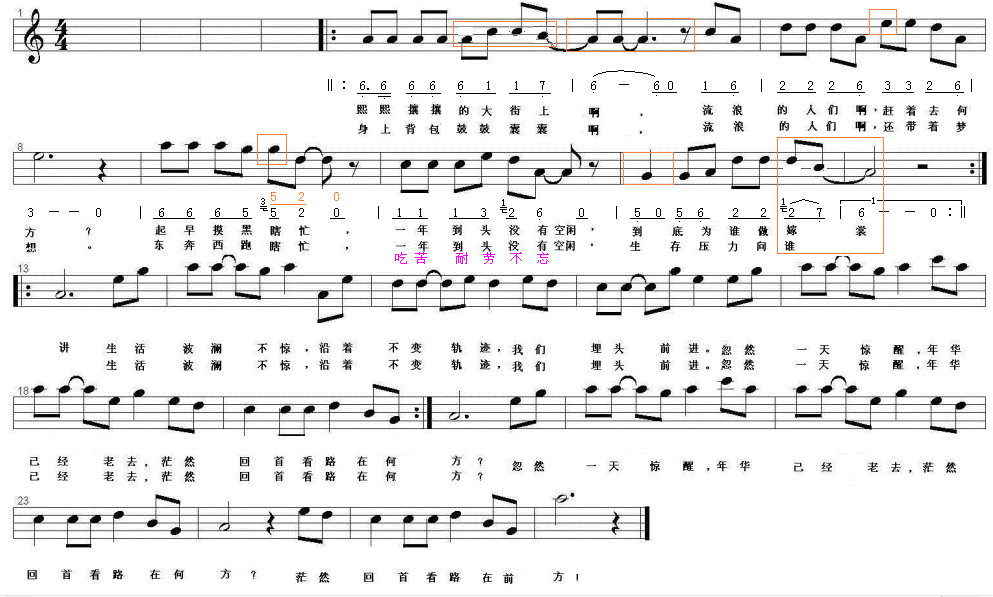 1
4
4
‖: 6. 6 6 6 6 1 1 7 | 6 — 6 0 1 6 | 2 2 2 6 3 3 2 6 |
熙熙 攘攘 的大街上 啊 , 流浪 的人们啊,赶着去何
身上 背包 鼓鼓囊囊 啊 , 流浪 的人们啊,还带着梦
8
5 2 0
3 — — 0 | 6 6 6 5 3 5 2 0 | 1 1 1 3 1 2 6 0 | 5 0 5 6 2 2 1 2 7 | 1 6 — — 0 :‖
方 ? 起早摸黑瞎忙, 一年到头没有空闲, 到底为谁做嫁 裳
想 。 东奔西跑瞎忙, 一年到头没有空闲, 生存压力向谁
吃苦 耐劳不忘
13
讲 生活 波澜 不惊,沿着 不变 轨迹,我们 埋头 前进。忽然 一天 惊醒,年华
生活 波澜 不惊,沿着 不变 轨迹,我们 埋头 前进。忽然 一天 惊醒,年华
18
已经 老去,茫然 回首看路在何 方? 忽然 一天 惊醒,年华 已经 老去,茫然
已经 老去,茫然 回首看路在何 方?
23
回首看路 在何 方? 茫然 回首看路在前 方!